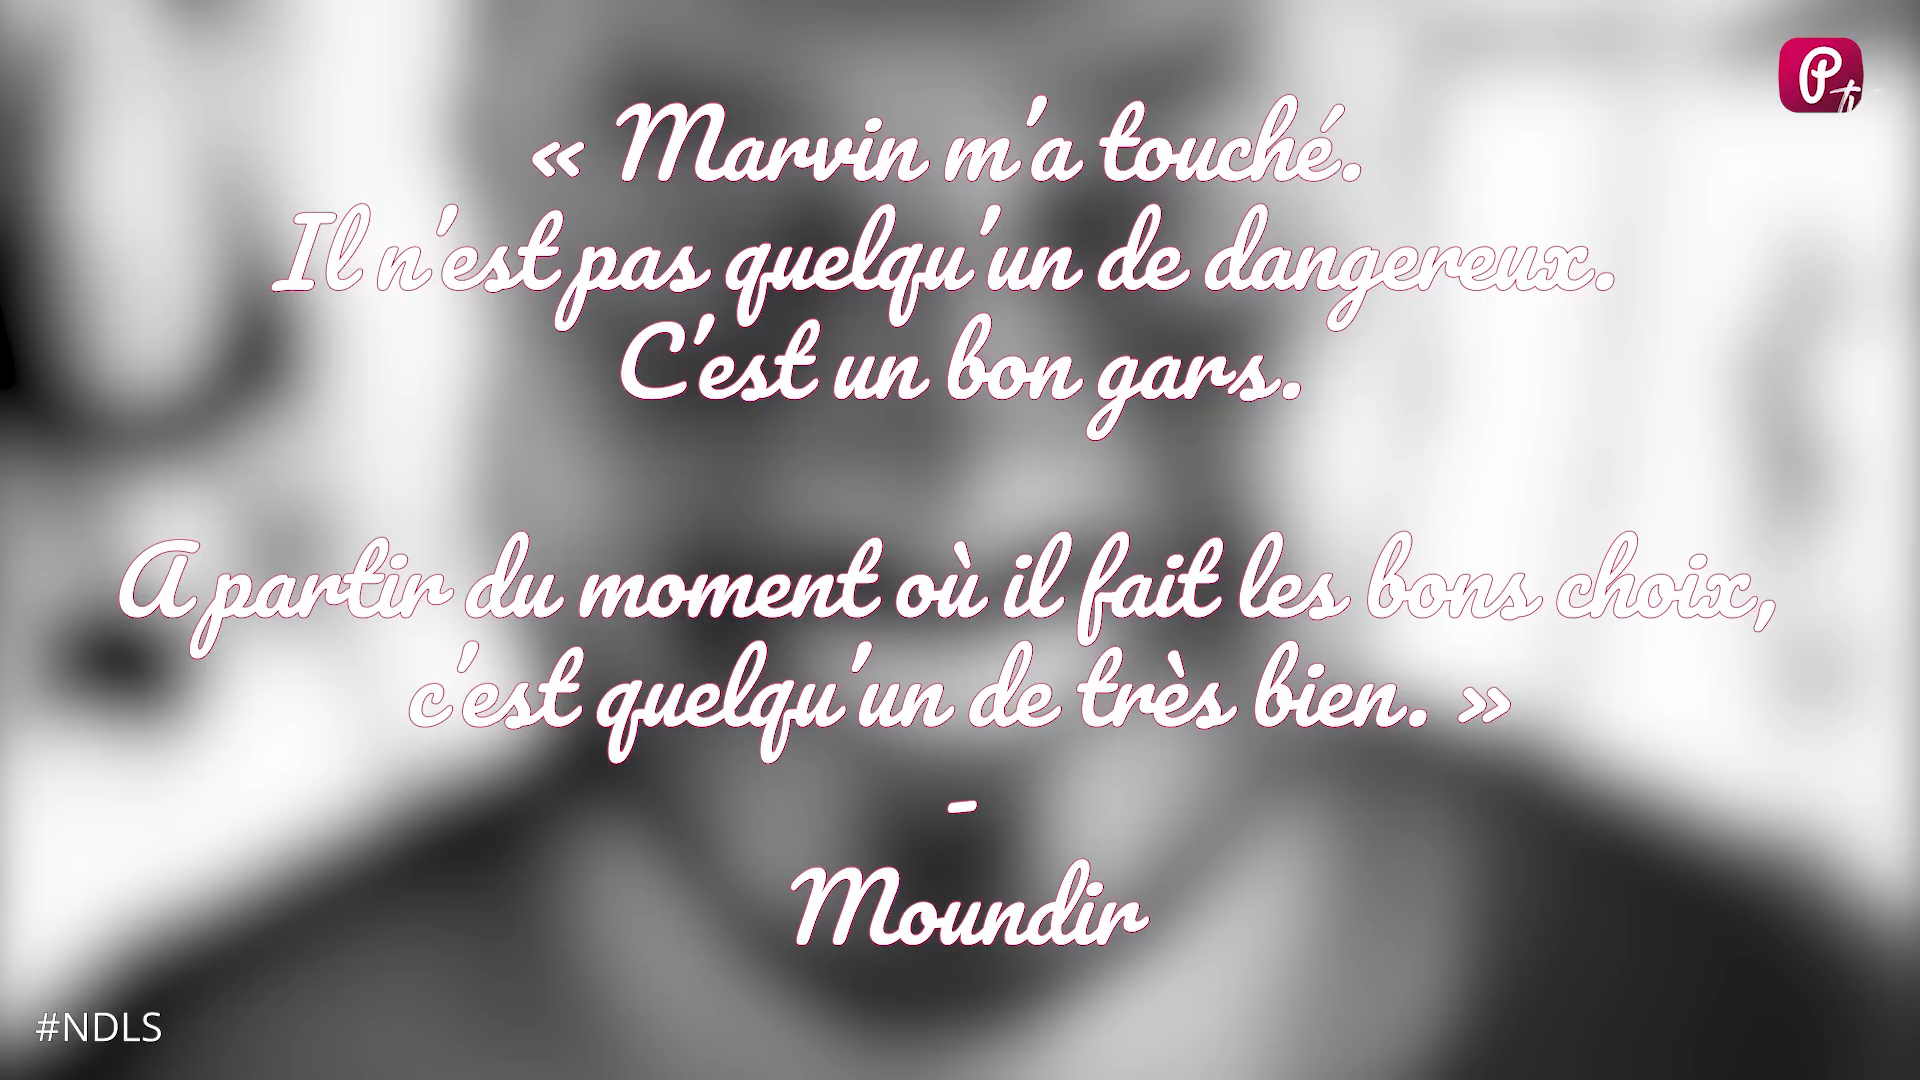 P tv
« Marvin m'a touché.
Il n'est pas quelqu'un de dangereux.
C'est un bon gars.
A partir du moment où il fait les bons choix,
c'est quelqu'un de très bien. »
-
Moundir
#NDLS